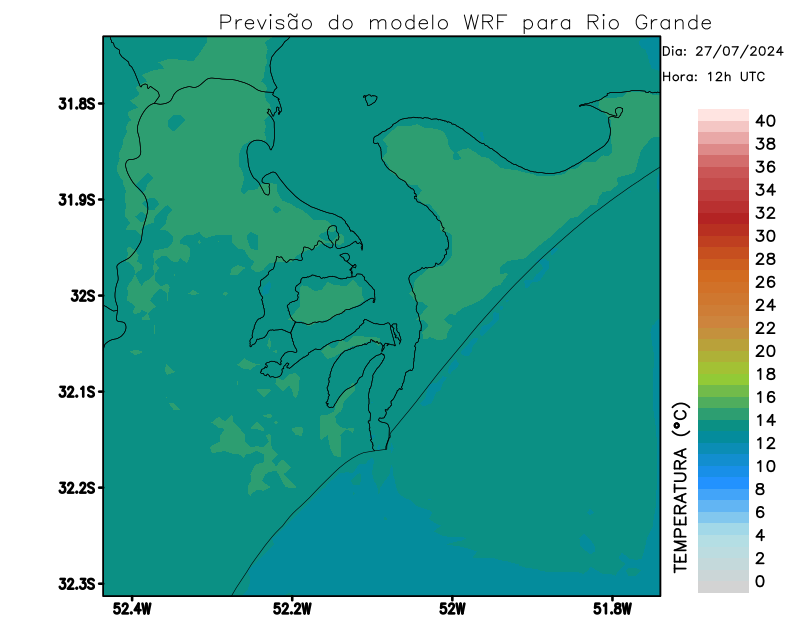 Previsão do modelo WRF para Rio Grande
Dia: 27/07/2024
Hora: 12h UTC
31.8S
31.9S
32S
32.1S
32.2S
32.3S
52.4W
52.2W
52W
51.8W
TEMPERATURA (°C)
40
38
36
34
32
30
28
26
24
22
20
18
16
14
12
10
8
6
4
2
0